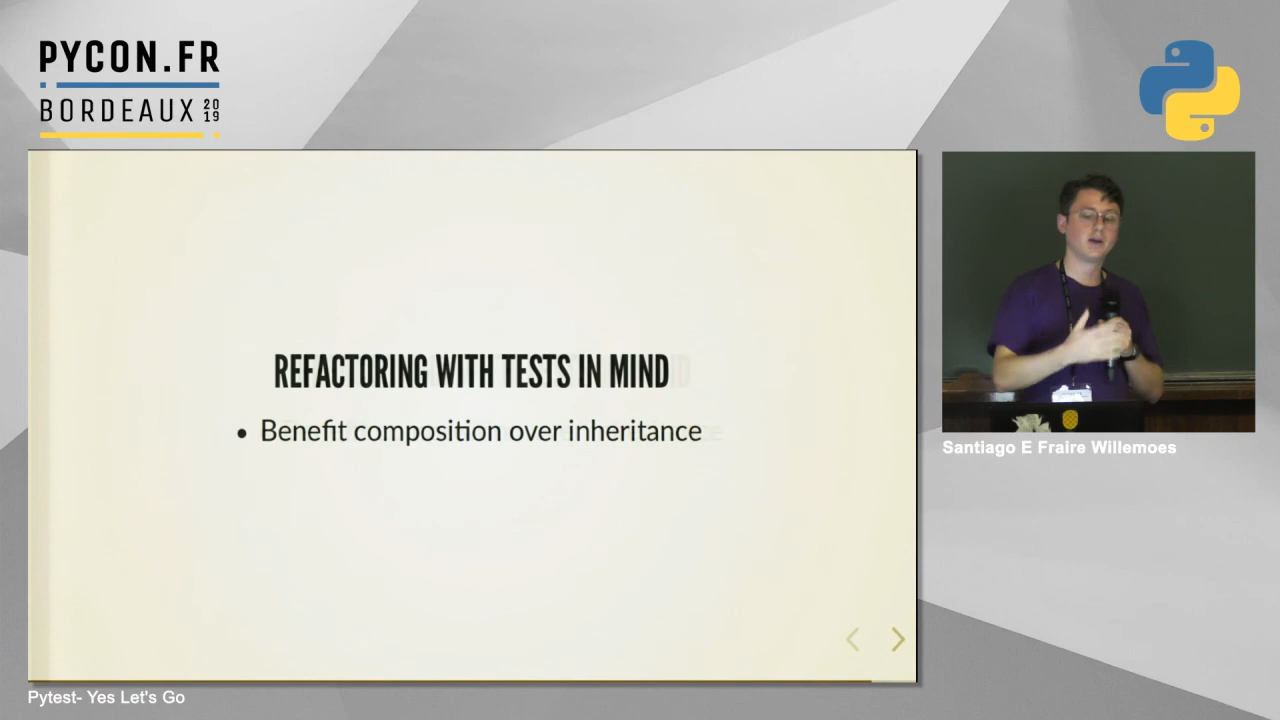 PYCON.FR
BORDEAUX 2019
REFACTORING WITH TESTS IN MIND
• Benefit composition over inheritance
Santiago E Fraire Willemoes
Pytest- Yes Let's Go